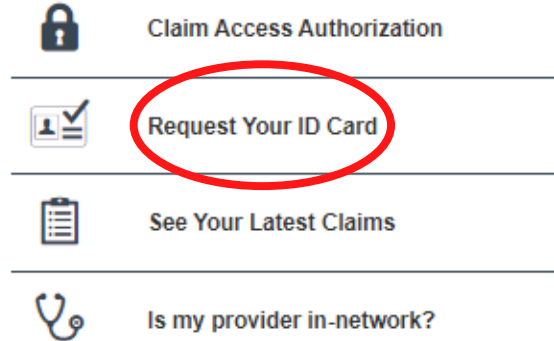 Claim Access Authorization
Request Your ID Card
See Your Latest Claims
Is my provider in-network?